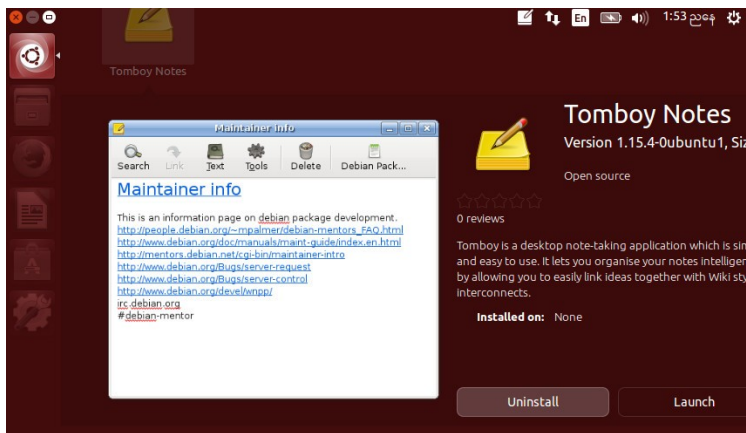 En
1:53 ညနေ
Tomboy Notes
Maintainer info
Search
Link
Text
Tools
Delete
Debian Pack...
Maintainer info
This is an information page on debian package development.
http://people.debian.org/~mpalmer/debian-mentors_FAQ.html
http://www.debian.org/doc/manuals/maint-guide/index.en.html
http://mentors.debian.net/cgi-bin/maintainer-intro
http://www.debian.org/Bugs/server-request
http://www.debian.org/Bugs/server-control
http://www.debian.org/devel/wnpp/
irc.debian.org
#debian-mentor
Tomboy Notes
Version 1.15.4-0ubuntu1, Siz
Open source
0 reviews
Tomboy is a desktop note-taking application which is sin
and easy to use. It lets you organise your notes intelliger
by allowing you to easily link ideas together with Wiki sty
interconnects.
Installed on: None
Uninstall
Launch